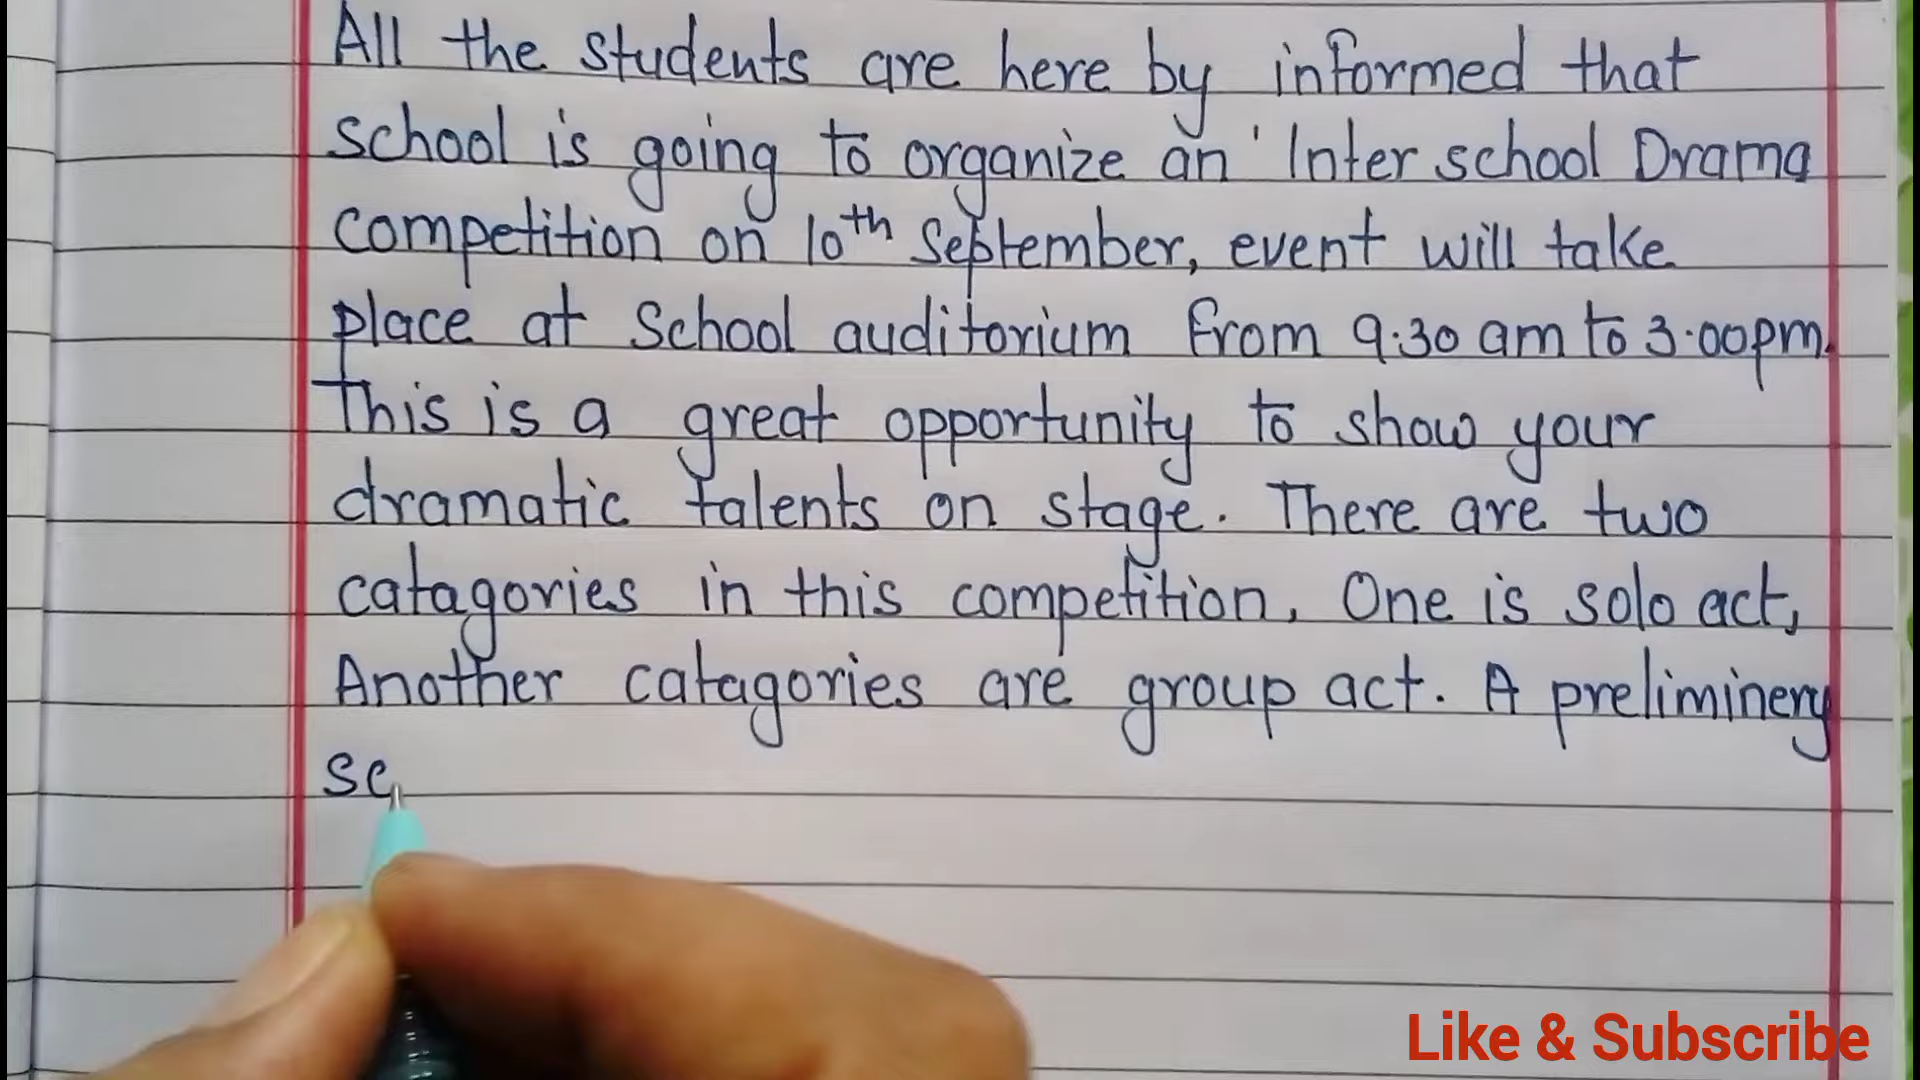 All the students are here by informed that
school is going to organize an 'Inter school Drama
competition on 10th September, event will take
place at School auditorium from 9.30 am to 3.00pm.
This is a great opportunity to show your
dramatic talents on stage. There are two
catagories in this competition, One is solo act,
Another catagories are group act. A preliminery
se
Like & Subscribe